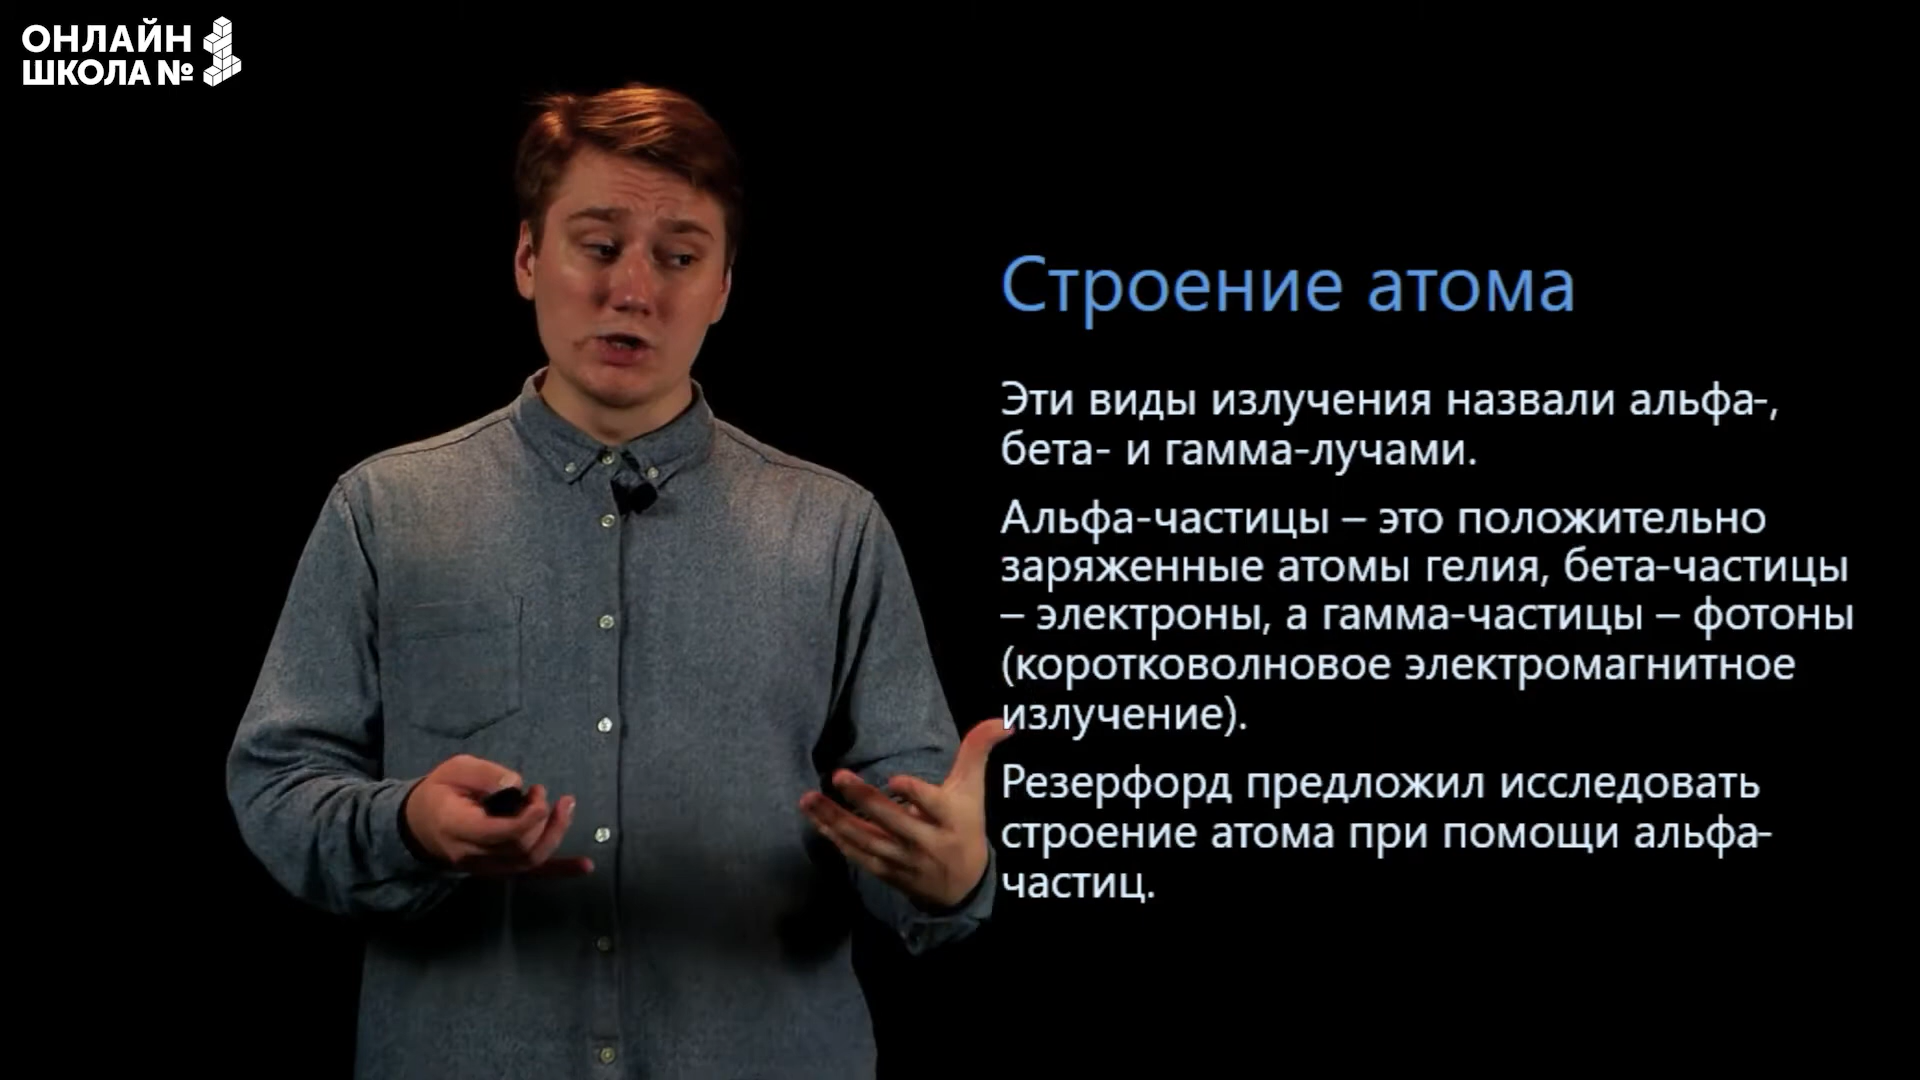 ОНЛАЙН
ШКОЛА №
Строение атома
Эти виды излучения назвали альфа-,
бета- и гамма-лучами.
Альфа-частицы – это положительно
заряженные атомы гелия, бета-частицы
– электроны, а гамма-частицы – фотоны
(коротковолновое электромагнитное
излучение).
Резерфорд предложил исследовать
строение атома при помощи альфа-
частиц.